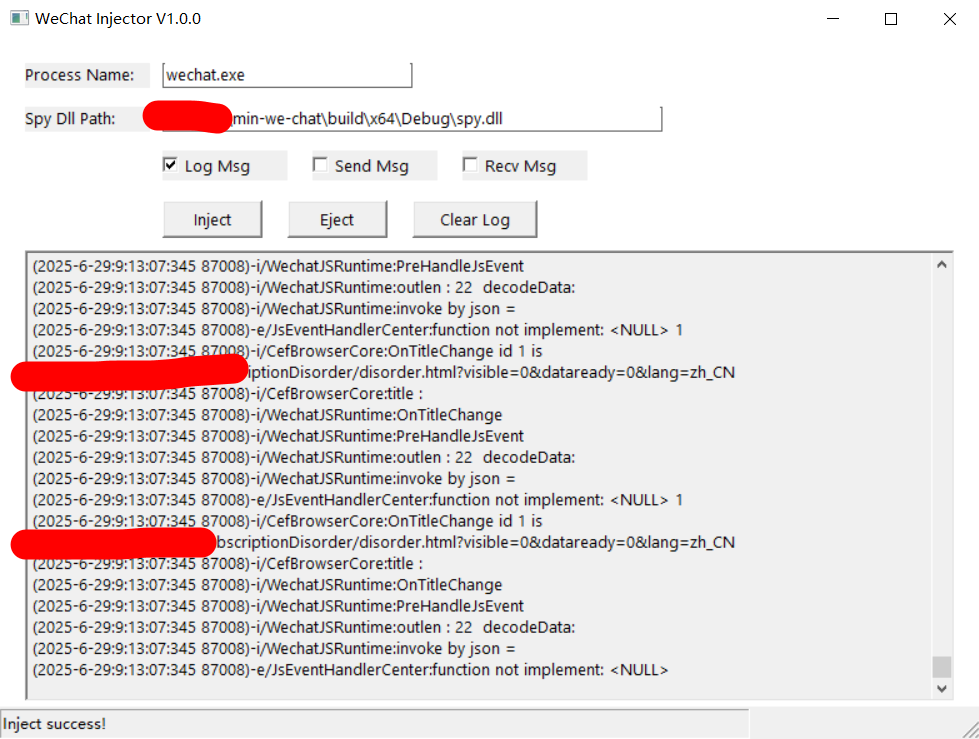 WeChat Injector V1.0.0
Process Name: wechat.exe
Spy Dll Path: min-we-chat\build\x64\Debug\spy.dll
Log Msg Send Msg Recv Msg
Inject Eject Clear Log
(2025-6-29:9:13:07:345 87008)-i/WechatJSRuntime:PreHandleJsEvent
(2025-6-29:9:13:07:345 87008)-i/WechatJSRuntime:outlen : 22 decodeData:
(2025-6-29:9:13:07:345 87008)-i/WechatJSRuntime:invoke by json =
(2025-6-29:9:13:07:345 87008)-e/JsEventHandlerCenter:function not implement: <NULL> 1
(2025-6-29:9:13:07:345 87008)-i/CefBrowserCore:OnTitleChange id 1 is
iptionDisorder/disorder.html?visible=0&dataready=0&lang=zh_CN
(2025-6-29:9:13:07:345 87008)-i/CefBrowserCore:title :
(2025-6-29:9:13:07:345 87008)-i/WechatJSRuntime:OnTitleChange
(2025-6-29:9:13:07:345 87008)-i/WechatJSRuntime:PreHandleJsEvent
(2025-6-29:9:13:07:345 87008)-i/WechatJSRuntime:outlen : 22 decodeData:
(2025-6-29:9:13:07:345 87008)-i/WechatJSRuntime:invoke by json =
(2025-6-29:9:13:07:345 87008)-e/JsEventHandlerCenter:function not implement: <NULL> 1
(2025-6-29:9:13:07:345 87008)-i/CefBrowserCore:OnTitleChange id 1 is
bscriptionDisorder/disorder.html?visible=0&dataready=0&lang=zh_CN
(2025-6-29:9:13:07:345 87008)-i/CefBrowserCore:title :
(2025-6-29:9:13:07:345 87008)-i/WechatJSRuntime:OnTitleChange
(2025-6-29:9:13:07:345 87008)-i/WechatJSRuntime:PreHandleJsEvent
(2025-6-29:9:13:07:345 87008)-i/WechatJSRuntime:outlen : 22 decodeData:
(2025-6-29:9:13:07:345 87008)-i/WechatJSRuntime:invoke by json =
(2025-6-29:9:13:07:345 87008)-e/JsEventHandlerCenter:function not implement: <NULL>
Inject success!